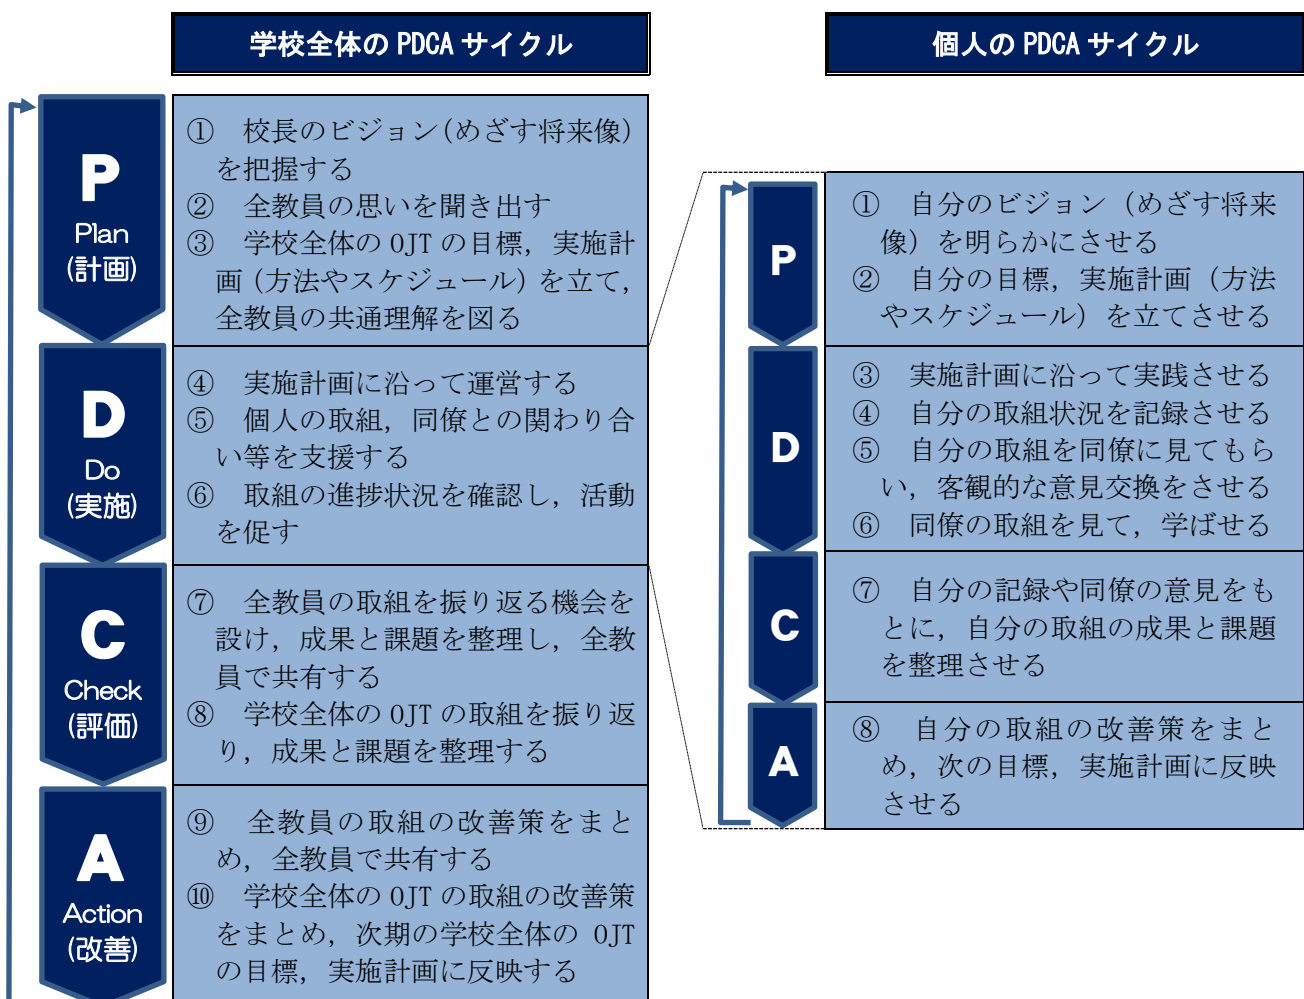 学校全体の PDCA サイクル
P
Plan
(計画)
① 校長のビジョン(めざす将来像)
を把握する
② 全教員の思いを聞き出す
③ 学校全体の OJT の目標，実施計
画(方法やスケジュール)を立て，
全教員の共通理解を図る
D
Do
(実施)
④ 実施計画に沿って運営する
⑤ 個人の取組，同僚との関わり合
い等を支援する
⑥ 取組の進捗状況を確認し，活動
を促す
C
Check
(評価)
⑦ 全教員の取組を振り返る機会を
設け，成果と課題を整理し，全教
員で共有する
⑧ 学校全体の OJT の取組を振り返
り，成果と課題を整理する
A
Action
(改善)
⑨ 全教員の取組の改善策をまと
め，全教員で共有する
⑩ 学校全体の OJT の取組の改善策
をまとめ，次期の学校全体の OJT
の目標，実施計画に反映する
個人の PDCA サイクル
P
① 自分のビジョン（めざす将来
像）を明らかにさせる
② 自分の目標，実施計画（方法
やスケジュール）を立てさせる
D
③ 実施計画に沿って実践させる
④ 自分の取組状況を記録させる
⑤ 自分の取組を同僚に見てもら
い，客観的な意見交換をさせる
⑥ 同僚の取組を見て，学ばせる
C
⑦ 自分の記録や同僚の意見をも
とに，自分の取組の成果と課題
を整理させる
A
⑧ 自分の取組の改善策をまと
め，次の目標，実施計画に反映
させる